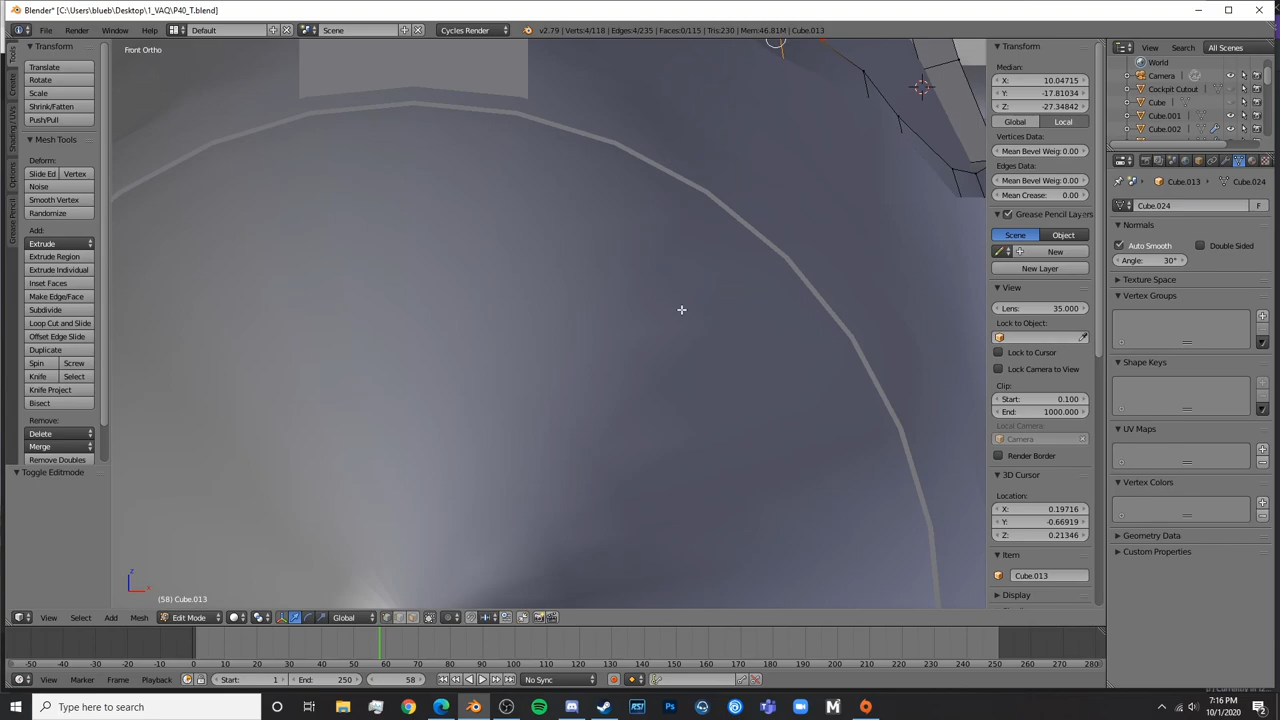 Blender* [C:\Users\blueb\Desktop\1_VAQ\P40_T.blend]
File Render Window Help Default Scene Cycles Render v2.79 | Verts:4/118 | Edges:4/235 | Faces:0/115 | Tris:230 | Mem:46.81M | Cube.013
Tools
Create
Shading / UVs
Options
Grease Pencil
Transform
Translate
Rotate
Scale
Shrink/Fatten
Push/Pull
Mesh Tools
Deform:
Slide Ed Vertex
Noise
Smooth Vertex
Randomize
Add:
Extrude
Extrude Region
Extrude Individual
Inset Faces
Make Edge/Face
Subdivide
Loop Cut and Slide
Offset Edge Slide
Duplicate
Spin Screw
Knife Select
Knife Project
Bisect
Remove:
Delete
Merge
Remove Doubles
Toggle Editmode
Front Ortho
z
x
(58) Cube.013
Transform
Median:
X: 10.04715
Y: -17.81034
Z: -27.34842
Global Local
Vertices Data:
Mean Bevel Weig: 0.00
Edges Data:
Mean Bevel Weig: 0.00
Mean Crease: 0.00
Grease Pencil Layers
Scene Object
New
New Layer
View
Lens: 35.000
Lock to Object:
Lock to Cursor
Lock Camera to View
Clip:
Start: 0.100
End: 1000.000
Local Camera:
Camera
Render Border
3D Cursor
Location:
X: 0.19716
Y: -0.66919
Z: 0.21346
Item
Cube.013
Display
View Search All Scenes
World
Camera
Cockpit Cutout
Cube
Cube.001
Cube.002
Cube.013 Cube.024
Cube.024 F
Normals
Auto Smooth Double Sided
Angle: 30°
Texture Space
Vertex Groups
Shape Keys
UV Maps
Vertex Colors
Geometry Data
Custom Properties
View Select Add Mesh Edit Mode Global
-50 -40 -30 -20 -10 0 10 20 30 40 50 60 70 80 90 100 110 120 130 140 150 160 170 180 190 200 210 220 230 240 250 260 270 280
View Marker Frame Playback Start: 1 End: 250 58 No Sync
Type here to search
7:16 PM
10/1/2020